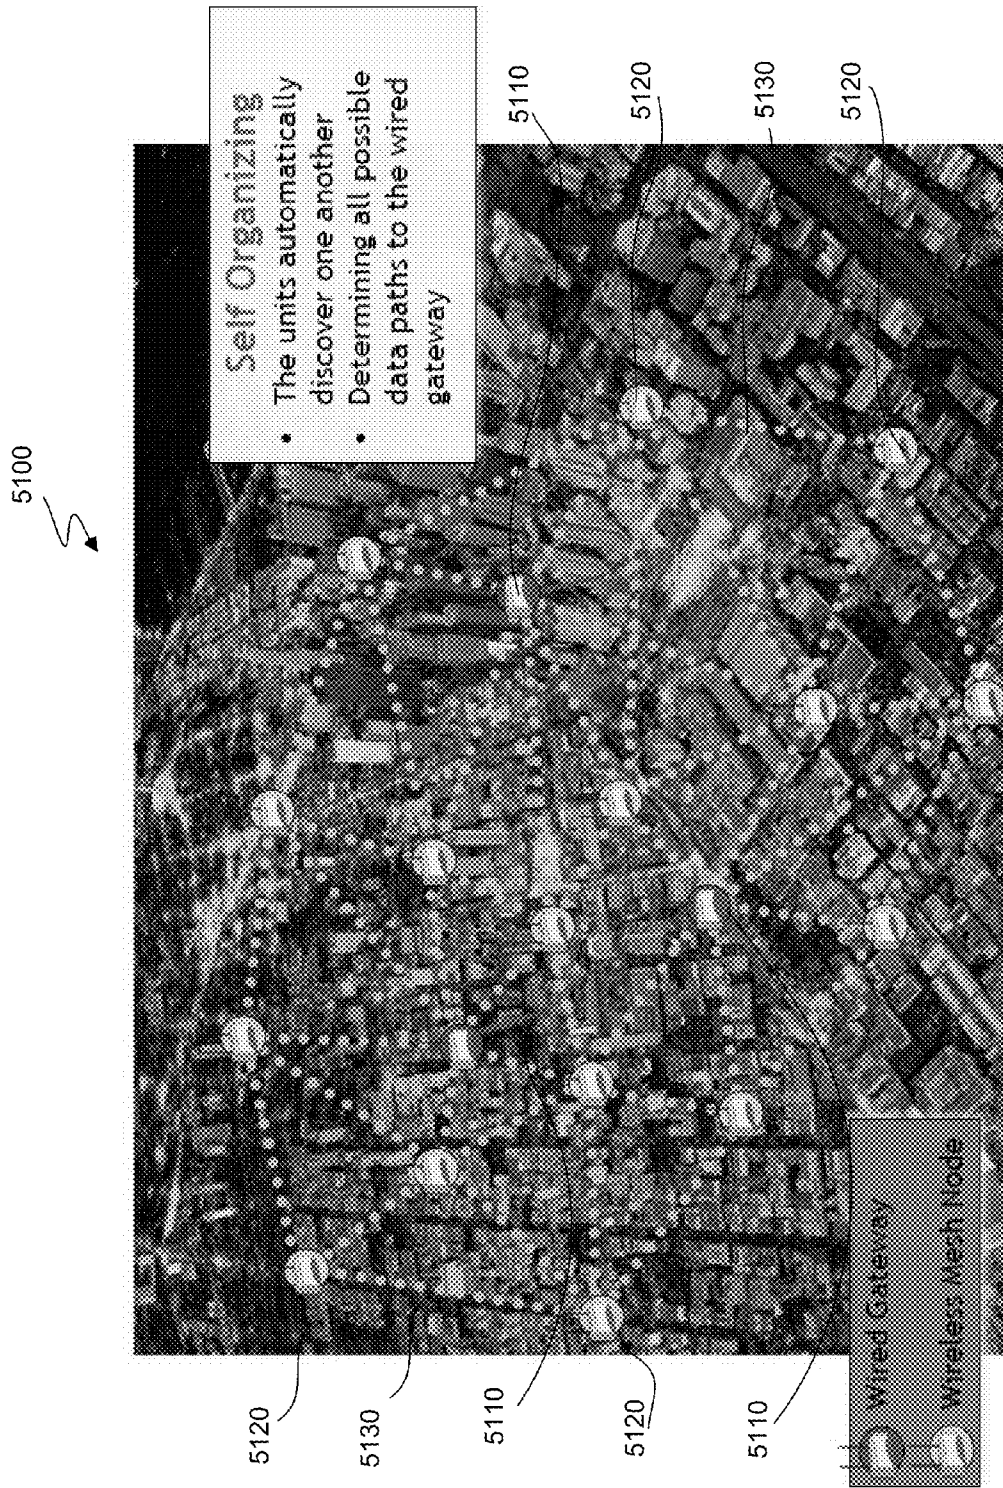 5100
Self Organizing
• The units automatically
discover one another
• Determining all possible
data paths to the wired
gateway
5110
5120
5130
5120
5120
5130
5110
5120
5110
Wired Gateway
Wireless Mesh Node